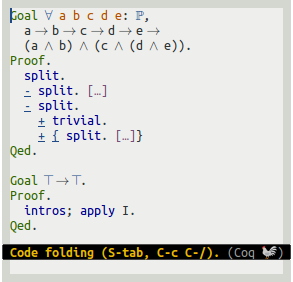 Goal ∀ a b c d e: ℙ,
  a → b → c → d → e →
  (a ∧ b) ∧ (c ∧ (d ∧ e)).
Proof.
  split.
  - split. […]
  - split.
    + trivial.
    + { split. […]}
Qed.

Goal ⊤ → ⊤.
Proof.
  intros; apply I.
Qed.

Code folding (S-tab, C-c C-/). (Coq 🐓)